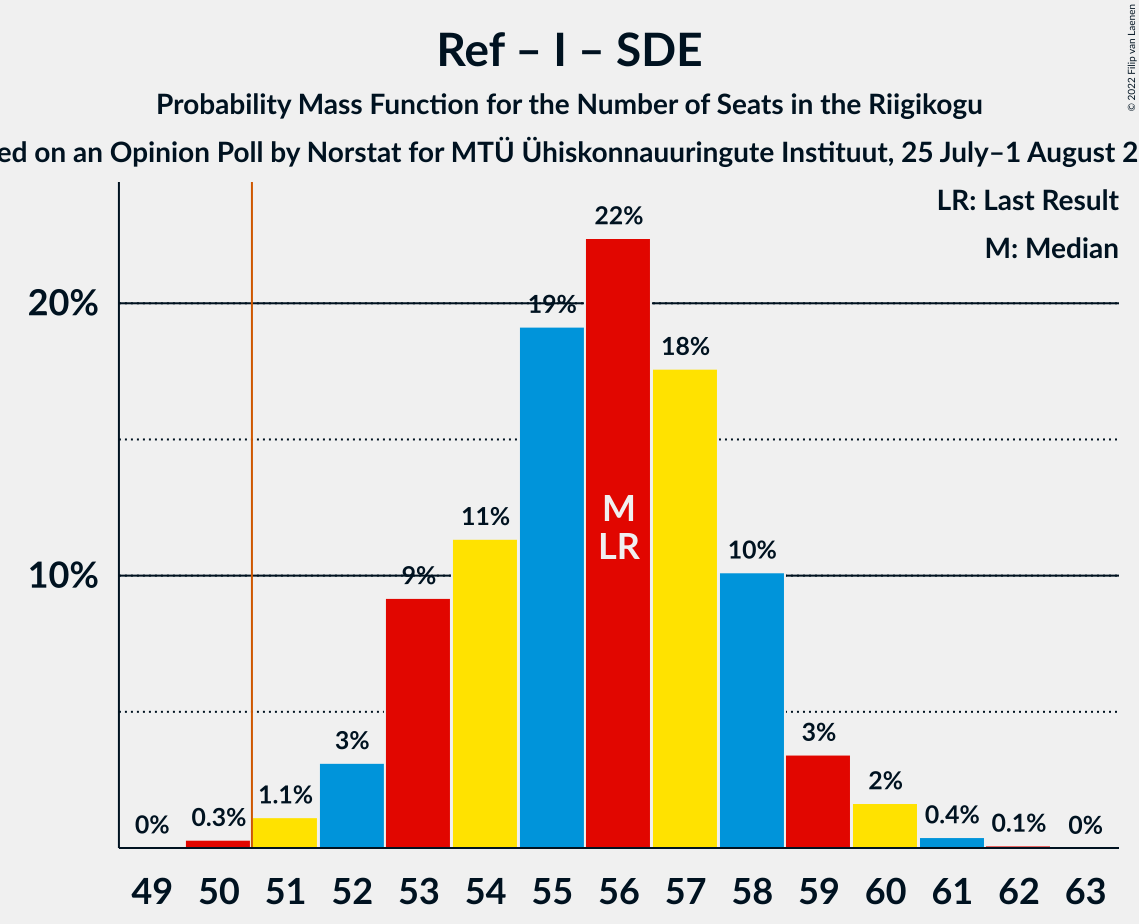 Ref – I – SDE
Probability Mass Function for the Number of Seats in the Riigikogu
ed on an Opinion Poll by Norstat for MTÜ Ühiskonnauuringute Instituut, 25 July–1 August 2
© 2022 Filip van Laenen
LR: Last Result
M: Median
22%
20%
19%
18%
M
LR
11%
10%
10%
9%
3%
3%
2%
1.1%
0%
0.3%
0.4%
0.1%
0%
49 50 51 52 53 54 55 56 57 58 59 60 61 62 63